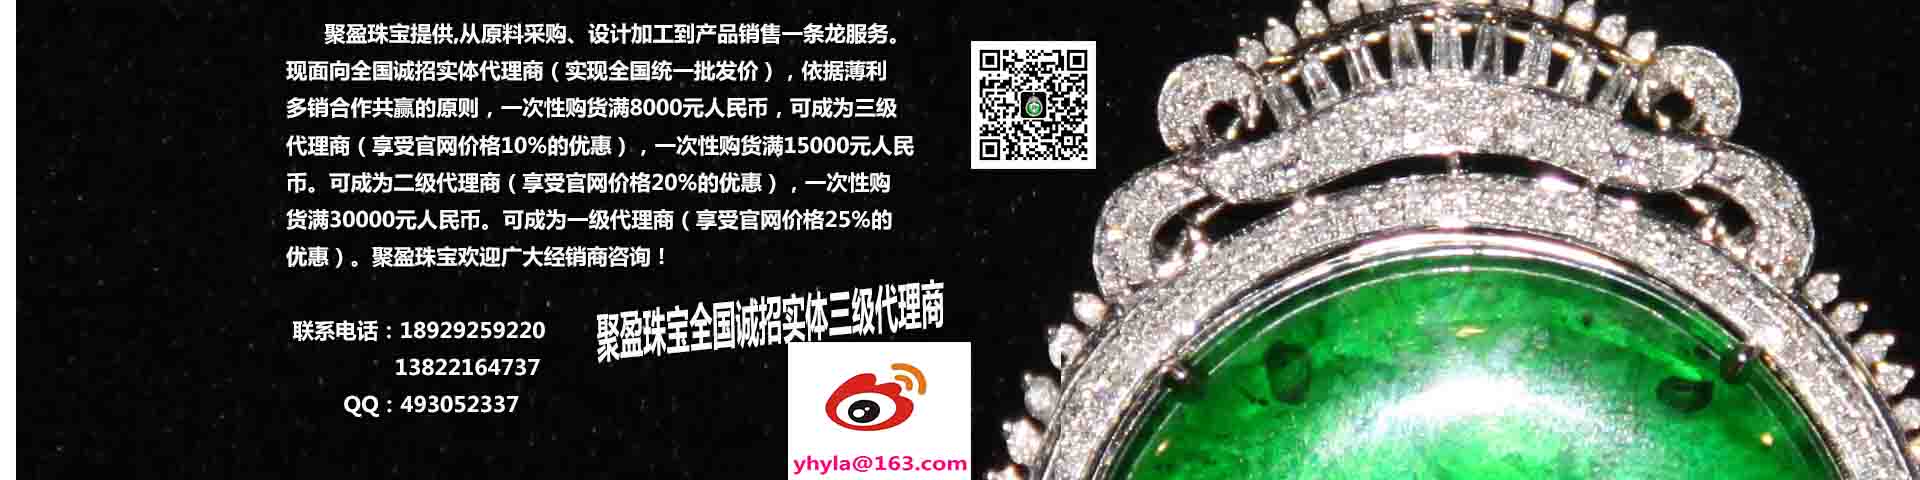 聚盈珠宝提供,从原料采购、设计加工到产品销售一条龙服务。
现面向全国诚招实体代理商（实现全国统一批发价），依据薄利
多销合作共赢的原则，一次性购货满8000元人民币，可成为三级
代理商（享受官网价格10%的优惠），一次性购货满15000元人民
币。可成为二级代理商（享受官网价格20%的优惠），一次性购
货满30000元人民币。可成为一级代理商（享受官网价格25%的
优惠）。聚盈珠宝欢迎广大经销商咨询！
聚盈珠宝全国诚招实体三级代理商
联系电话：18929259220
13822164737
QQ：493052337
yhyla@163.com